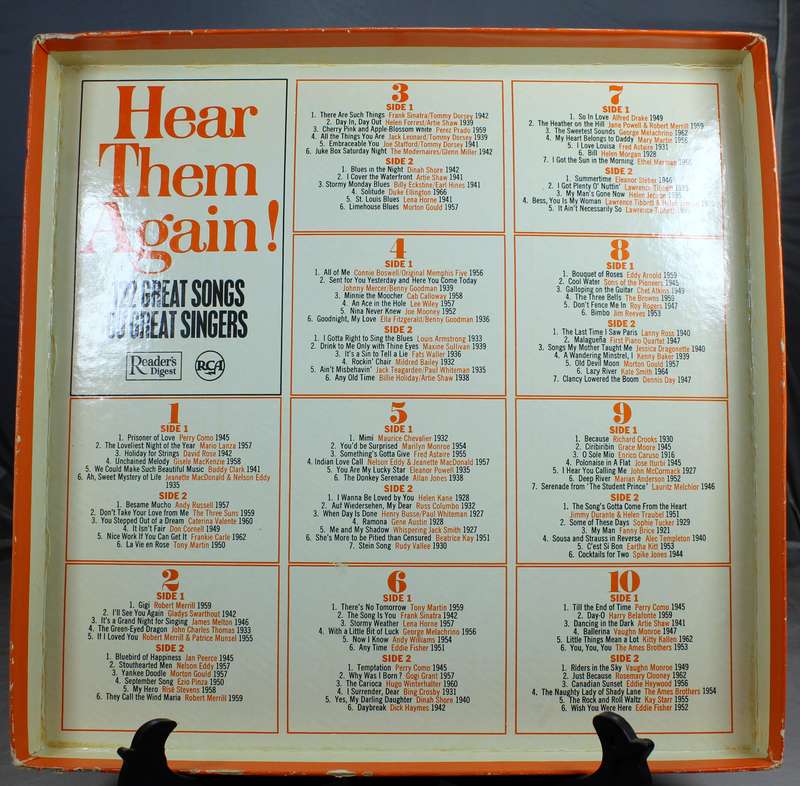 Hear
Them
Again!
GREAT SONGS
GREAT SINGERS
Reader's
Digest
RCA
1
SIDE 1
1. Prisoner of Love Perry Como 1945
2. The Loveliest Night of the Year Mario Lanza 1957
3. Holiday for Strings David Rose 1942
4. Unchained Melody Gisele MacKenzie 1958
5. We Could Make Such Beautiful Music Buddy Clark 1941
6. Ah, Sweet Mystery of Life Jeanette MacDonald & Nelson Eddy
1935
SIDE 2
1. Besame Mucho Andy Russell 1957
2. Don't Take Your Love from Me The Three Suns 1959
3. You Stepped Out of a Dream Caterina Valente 1960
4. It Isn't Fair Don Cornell 1949
5. Nice Work If You Can Get It Frankie Carle 1962
6. La Vie en Rose Tony Martin 1950
2
SIDE 1
1. Gigi Robert Merrill 1959
2. I'll See You Again Gladys Swarthout 1942
3. It's a Grand Night for Singing James Melton 1946
4. The Green-Eyed Dragon John Charles Thomas 1933
5. If I Loved You Robert Merrill & Patrice Munsel 1955
SIDE 2
1. Bluebird of Happiness Jan Peerce 1945
2. Stouthearted Men Nelson Eddy 1957
3. Yankee Doodle Morton Gould 1957
4. September Song Ezio Pinza 1950
5. My Hero Risë Stevens 1958
6. They Call the Wind Maria Robert Merrill 1959
3
SIDE 1
1. There Are Such Things Frank Sinatra/Tommy Dorsey 1942
2. Day In, Day Out Helen Forrest/Artie Shaw 1939
3. Cherry Pink and Apple Blossom White Perez Prado 1959
4. All the Things You Are Jack Leonard/Tommy Dorsey 1939
5. Embraceable You Joe Stafford/Tommy Dorsey 1941
6. Juke Box Saturday Night The Modernaires/Glenn Miller 1942
SIDE 2
1. Blues in the Night Dinah Shore 1942
2. I Cover the Waterfront Artie Shaw 1941
3. Stormy Monday Blues Billy Eckstine/Earl Hines 1941
4. Solitude Duke Ellington 1966
5. St. Louis Blues Lena Horne 1941
6. Limehouse Blues Morton Gould 1957
4
SIDE 1
1. All of Me Connie Boswell/Original Memphis Five 1956
2. Sent for You Yesterday and Here You Come Today
Johnny Mercer/Benny Goodman 1939
3. Minnie the Moocher Cab Calloway 1958
4. An Ace in the Hole Lee Wiley 1957
5. Nina Never Knew Joe Mooney 1952
6. Goodnight, My Love Ella Fitzgerald/Benny Goodman 1936
SIDE 2
1. I Gotta Right to Sing the Blues Louis Armstrong 1933
2. Drink to Me Only with Thine Eyes Maxine Sullivan 1939
3. It's a Sin to Tell a Lie Fats Waller 1936
4. Rockin' Chair Mildred Bailey 1932
5. Ain't Misbehavin' Jack Teagarden/Paul Whiteman 1935
6. Any Old Time Billie Holiday/Artie Shaw 1938
5
SIDE 1
1. Mimi Maurice Chevalier 1932
2. You'd be Surprised Marilyn Monroe 1954
3. Something's Gotta Give Fred Astaire 1955
4. Indian Love Call Nelson Eddy & Jeanette MacDonald 1957
5. You Are My Lucky Star Eleanor Powell 1935
6. The Donkey Serenade Allan Jones 1938
SIDE 2
1. I Wanna Be Loved by You Helen Kane 1928
2. Auf Wiedersehen, My Dear Russ Columbo 1932
3. When Day Is Done Henry Busse/Paul Whiteman 1927
4. Ramona Gene Austin 1928
5. Me and My Shadow Whispering Jack Smith 1927
6. She's More to be Pitied than Censured Beatrice Kay 1951
7. Stein Song Rudy Vallee 1930
6
SIDE 1
1. There's No Tomorrow Tony Martin 1959
2. The Song Is You Frank Sinatra 1942
3. Stormy Weather Lena Horne 1957
4. With a Little Bit of Luck George Melachrino 1956
5. Now I Know Andy Williams 1954
6. Any Time Eddie Fisher 1951
SIDE 2
1. Temptation Perry Como 1945
2. Why Was I Born? Gogi Grant 1957
3. The Carioca Hugo Winterhalter 1960
4. I Surrender, Dear Bing Crosby 1931
5. Yes, My Darling Daughter Dinah Shore 1940
6. Daybreak Dick Haymes 1942
7
SIDE 1
1. So In Love Alfred Drake 1949
2. The Heather on the Hill Jane Powell & Robert Merrill 1959
3. The Sweetest Sounds George Melachrino 1962
4. My Heart Belongs to Daddy Mary Martin 1956
5. I Love Louisa Fred Astaire 1931
6. Bill Helen Morgan 1928
7. I Got the Sun in the Morning Ethel Merman
SIDE 2
1. Summertime Eleanor Steber 1946
2. I Got Plenty O' Nuttin' Lawrence Tibbett
3. My Man's Gone Now Helen Jepson
4. Bess, You Is My Woman Lawrence Tibbett & Helen Jepson
5. It Ain't Necessarily So Lawrence Tibbett
8
SIDE 1
1. Bouquet of Roses Eddy Arnold 1959
2. Cool Water Sons of the Pioneers 1945
3. Galloping on the Guitar Chet Atkins 1949
4. The Three Bells The Browns 1959
5. Don't Fence Me In Roy Rogers 1947
6. Bimbo Jim Reeves 1953
SIDE 2
1. The Last Time I Saw Paris Lanny Ross 1940
2. Malagueña First Piano Quartet 1947
3. Songs My Mother Taught Me Jessica Dragonette 1940
4. A Wandering Minstrel, I Kenny Baker 1939
5. Old Devil Moon Morton Gould 1957
6. Lazy River Kate Smith 1964
7. Clancy Lowered the Boom Dennis Day 1947
9
SIDE 1
1. Because Richard Crooks 1930
2. Ciribiribin Grace Moore 1945
3. O Sole Mio Enrico Caruso 1916
4. Polonaise in A Flat Jose Iturbi 1945
5. I Hear You Calling Me John McCormack 1927
6. Deep River Marian Anderson 1952
7. Serenade from "The Student Prince" Lauritz Melchior 1946
SIDE 2
1. The Song's Gotta Come From the Heart
Jimmy Durante & Helen Traubel 1951
2. Some of These Days Sophie Tucker 1929
3. My Man Fanny Brice 1921
4. Sousa and Strauss in Reverse Alec Templeton 1940
5. C'est Si Bon Eartha Kitt 1953
6. Cocktails for Two Spike Jones 1944
10
SIDE 1
1. Till the End of Time Perry Como 1945
2. Day-O Harry Belafonte 1959
3. Dancing in the Dark Artie Shaw 1941
4. Ballerina Vaughn Monroe 1947
5. Little Things Mean a Lot Kitty Kallen 1962
6. You, You, You The Ames Brothers 1953
SIDE 2
1. Riders in the Sky Vaughn Monroe 1949
2. Just Because Rosemary Clooney 1962
3. Canadian Sunset Eddie Heywood 1956
4. The Naughty Lady of Shady Lane The Ames Brothers 1954
5. The Rock and Roll Waltz Kay Starr 1955
6. Wish You Were Here Eddie Fisher 1952